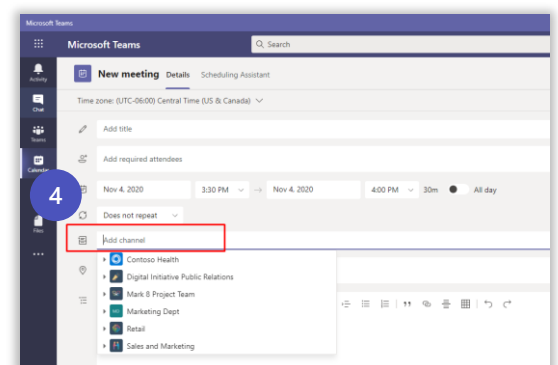 Microsoft Teams
Microsoft Teams
Search
Activity
New meeting Details Scheduling Assistant
Time zone: (UTC-06:00) Central Time (US & Canada)
Chat
Add title
Teams
Add required attendees
Calendar
4
Nov 4, 2020 3:30 PM → Nov 4, 2020 4:00 PM 30m All day
Does not repeat
Files
Add channel
Contoso Health
Digital Initiative Public Relations
Mark 8 Project Team
MD Marketing Dept
Retail
Sales and Marketing